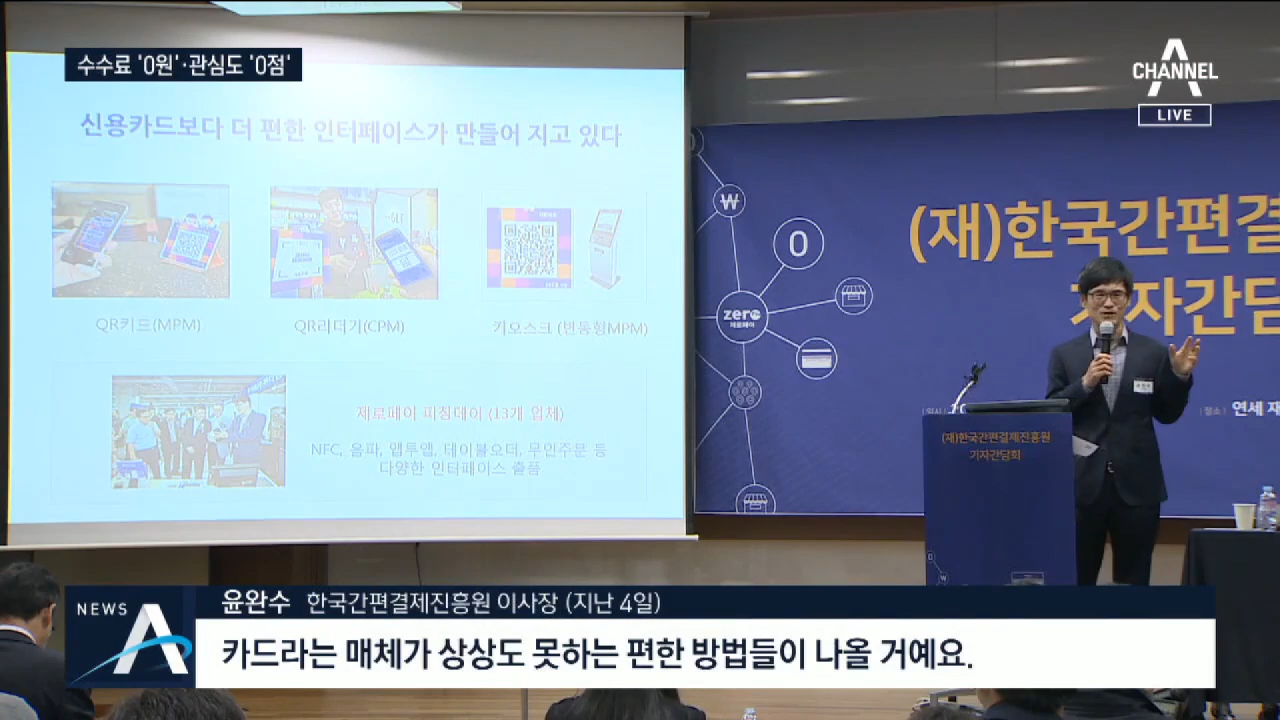 수수료 '0원'·관심도 '0점'
CHANNEL
LIVE
신용카드보다 더 편한 인터페이스가 만들어 지고 있다
QR키드(MPM)
QR리더기(CPM)
키오스크 (변동형MPM)
제로페이 피칭데이 (13개 업체)
NFC, 음파, 앱투앱, 테이블오더, 무인주문 등
다양한 인터페이스 출품
₩
0
zero
제로페이
(재)한국간편결
기자간담
장소
연세 재
(재)한국간편결제진흥원
기자간담회
NEWS A
윤완수 한국간편결제진흥원 이사장 (지난 4일)
카드라는 매체가 상상도 못하는 편한 방법들이 나올 거예요.